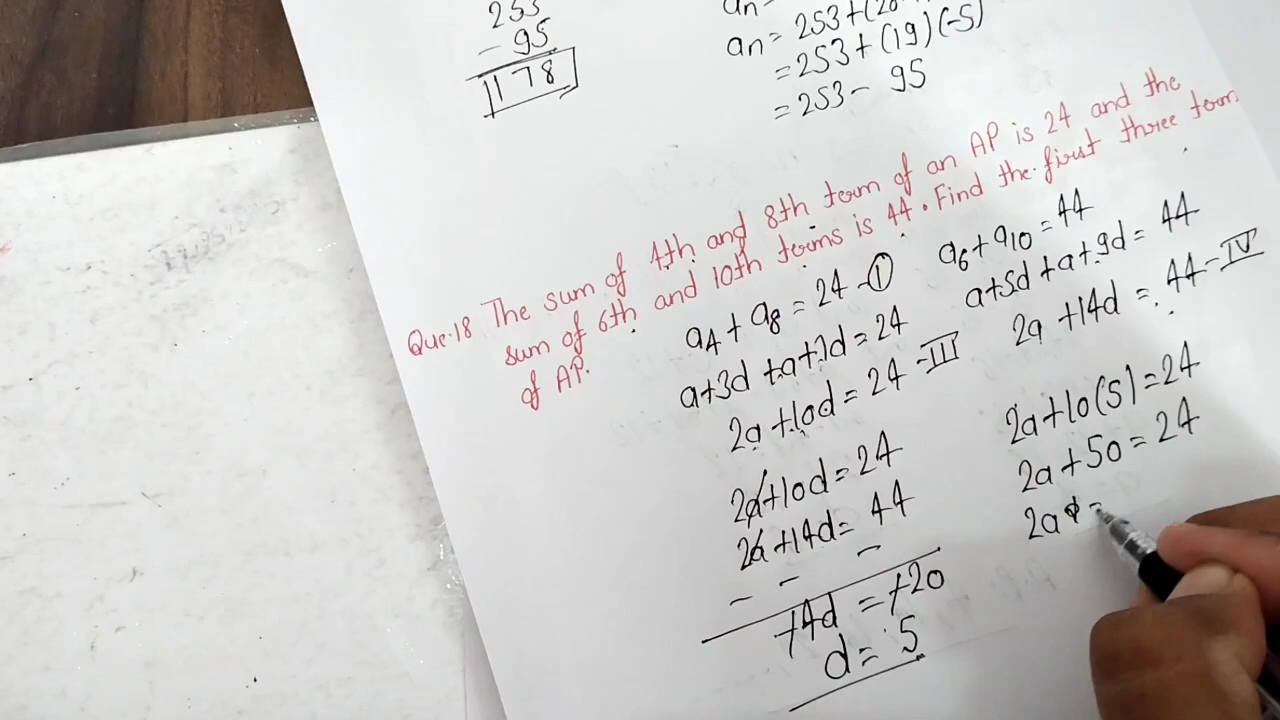 253
- 95
178
an =
an = 253 + (20
= 253 + (19) (-5)
= 253 - 95
Que.18 The sum of 4th and 8th term of an AP is 24 and the
sum of 6th and 10th terms is 44. Find the first three term
of AP.
a4 + a8 = 24 - ①
a+3d + a+7d = 24
2a + 10d = 24 - III
2a + 10d = 24
2a + 14d = 44
- - -
-4d = -20
d = 5
a6 + a10 = 44
a+5d + a+9d = 44
2a + 14d = 44 - IV
2a + 10(5) = 24
2a + 50 = 24
2a =